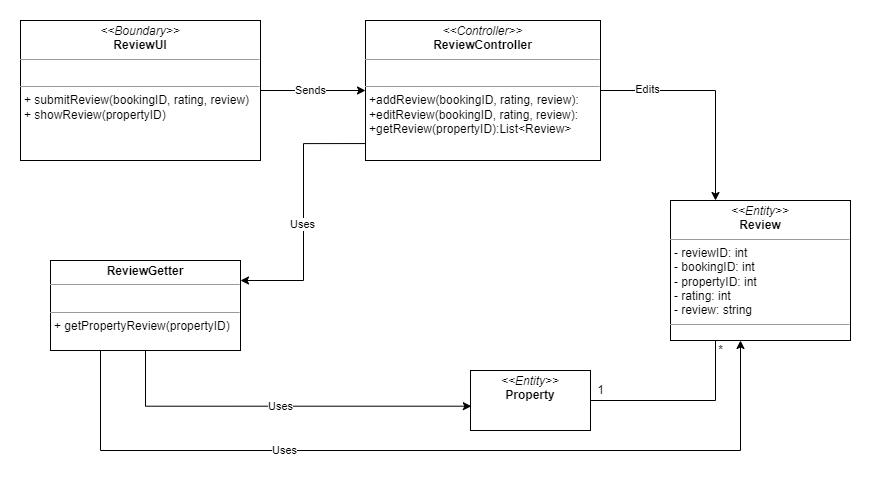 <<Boundary>>
ReviewUI
+ submitReview(bookingID, rating, review)
+ showReview(propertyID)
Sends
<<Controller>>
ReviewController
+addReview(bookingID, rating, review):
+editReview(bookingID, rating, review):
+getReview(propertyID):List<Review>
Edits
Uses
<<Entity>>
Review
- reviewID: int
- bookingID: int
- propertyID: int
- rating: int
- review: string
ReviewGetter
+ getPropertyReview(propertyID)
*
<<Entity>>
Property
1
Uses
Uses